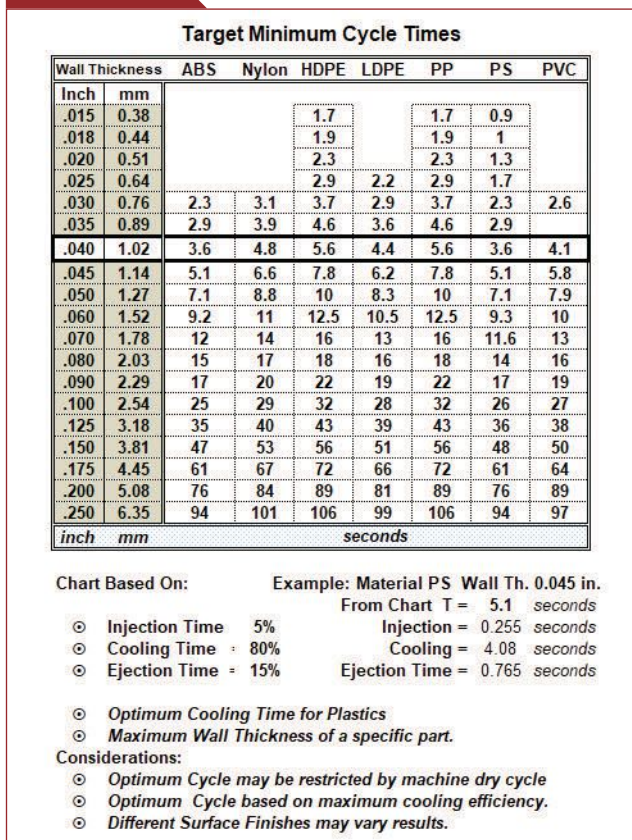 Target Minimum Cycle Times
Wall Thickness ABS Nylon HDPE LDPE PP PS PVC
Inch mm
.015 0.38 1.7 1.7 0.9
.018 0.44 1.9 1.9 1
.020 0.51 2.3 2.3 1.3
.025 0.64 2.9 2.2 2.9 1.7
.030 0.76 2.3 3.1 3.7 2.9 3.7 2.3 2.6
.035 0.89 2.9 3.9 4.6 3.6 4.6 2.9
.040 1.02 3.6 4.8 5.6 4.4 5.6 3.6 4.1
.045 1.14 5.1 6.6 7.8 6.2 7.8 5.1 5.8
.050 1.27 7.1 8.8 10 8.3 10 7.1 7.9
.060 1.52 9.2 11 12.5 10.5 12.5 9.3 10
.070 1.78 12 14 16 13 16 11.6 13
.080 2.03 15 17 18 16 18 14 16
.090 2.29 17 20 22 19 22 17 19
.100 2.54 25 29 32 28 32 26 27
.125 3.18 35 40 43 39 43 36 38
.150 3.81 47 53 56 51 56 48 50
.175 4.45 61 67 72 66 72 61 64
.200 5.08 76 84 89 81 89 76 89
.250 6.35 94 101 106 99 106 94 97
inch mm seconds
Chart Based On: Example: Material PS Wall Th. 0.045 in.
From Chart T = 5.1 seconds
Injection Time 5% Injection = 0.255 seconds
Cooling Time = 80% Cooling = 4.08 seconds
Ejection Time = 15% Ejection Time = 0.765 seconds
Optimum Cooling Time for Plastics
Maximum Wall Thickness of a specific part.
Considerations:
Optimum Cycle may be restricted by machine dry cycle
Optimum Cycle based on maximum cooling efficiency.
Different Surface Finishes may vary results.